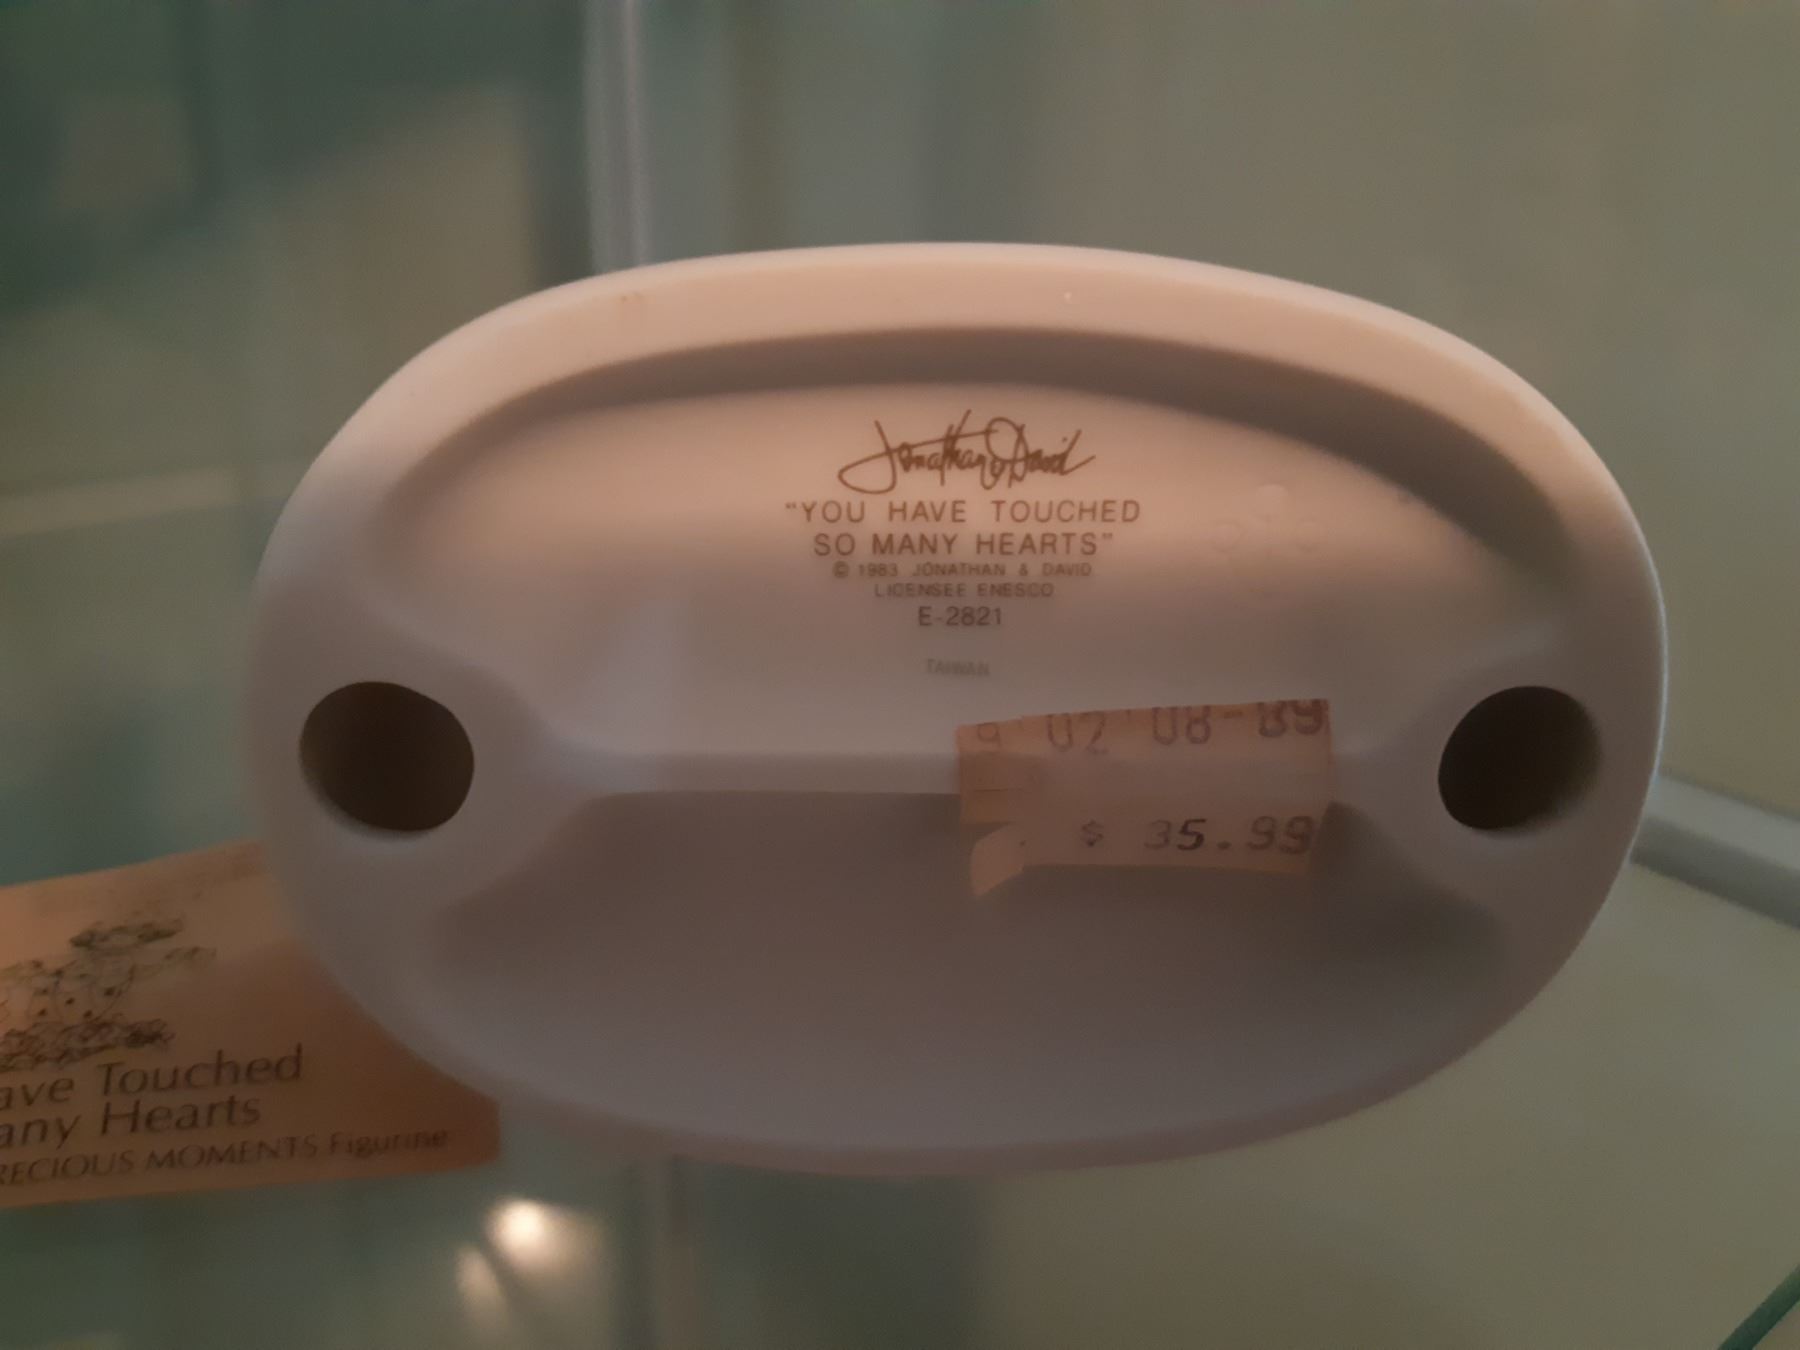 Jonathan & David
"YOU HAVE TOUCHED
SO MANY HEARTS"
© 1983 JONATHAN & DAVID
LICENSEE ENESCO
E-2821
TAIWAN
02 08-89
$ 35.99
ave Touched
any Hearts
RECIOUS MOMENTS Figurine